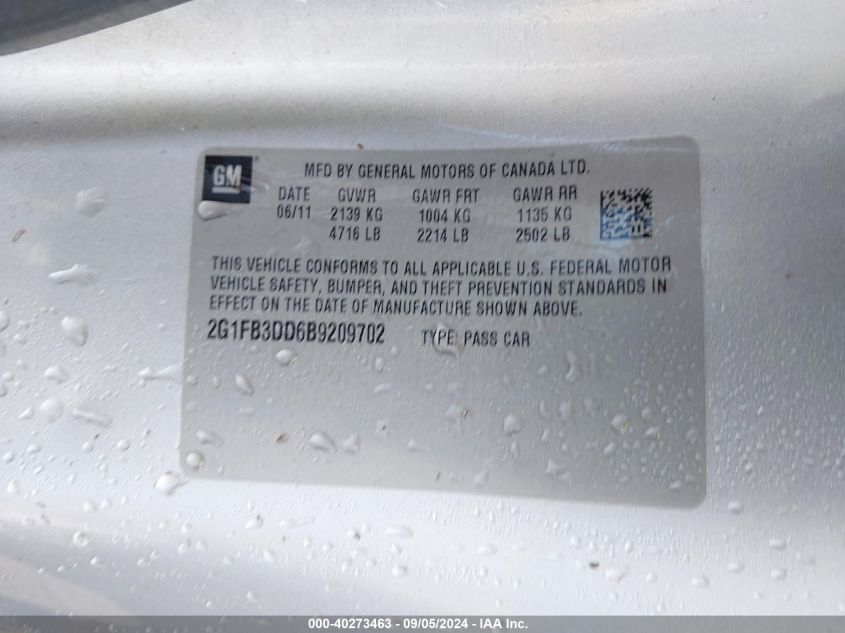 GM
MFD BY GENERAL MOTORS OF CANADA LTD.
DATE GVWR GAWR FRT GAWR RR
06/11 2139 KG 1004 KG 1135 KG
4716 LB 2214 LB 2502 LB
THIS VEHICLE CONFORMS TO ALL APPLICABLE U.S. FEDERAL MOTOR
VEHICLE SAFETY, BUMPER, AND THEFT PREVENTION STANDARDS IN
EFFECT ON THE DATE OF MANUFACTURE SHOWN ABOVE.
2G1FB3DD6B9209702 TYPE: PASS CAR
000-40273463 - 09/05/2024 - IAA Inc.